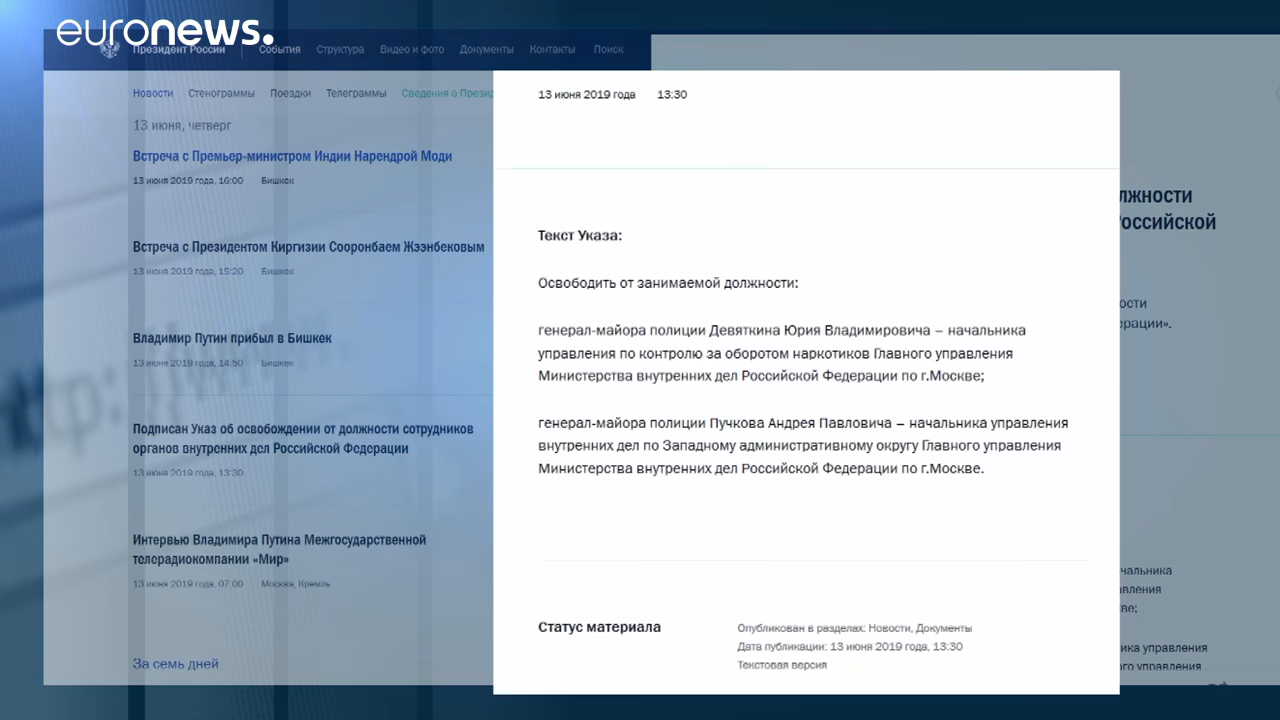 euronews.
Президент России
События Структура Видео и фото Документы Контакты Поиск
Новости Стенограммы Поездки Телеграммы Сведения о
13 июня, четверг
Встреча с Премьер-министром Индии Нарендрой Моди
13 июня 2019 года, 16:00 Бишкек
Встреча с Президентом Киргизии Сооронбаем Жээнбековым
13 июня 2019 года, 15:20 Бишкек
Владимир Путин прибыл в Бишкек
13 июня 2019 года, 14:50 Бишкек
Подписан Указ об освобождении от должности сотрудников
органов внутренних дел Российской Федерации
13 июня 2019 года, 13:30
Интервью Владимира Путина Межгосударственной
телерадиокомпании «Мир»
13 июня 2019 года, 07:00 Москва, Кремль
За семь дней
13 июня 2019 года 13:30
Текст Указа:
Освободить от занимаемой должности:
генерал-майора полиции Девяткина Юрия Владимировича – начальника
управления по контролю за оборотом наркотиков Главного управления
Министерства внутренних дел Российской Федерации по г.Москве;
генерал-майора полиции Пучкова Андрея Павловича – начальника управления
внутренних дел по Западному административному округу Главного управления
Министерства внутренних дел Российской Федерации по г.Москве.
Статус материала
Опубликован в разделах: Новости, Документы
Дата публикации: 13 июня 2019 года, 13:30
Текстовая версия